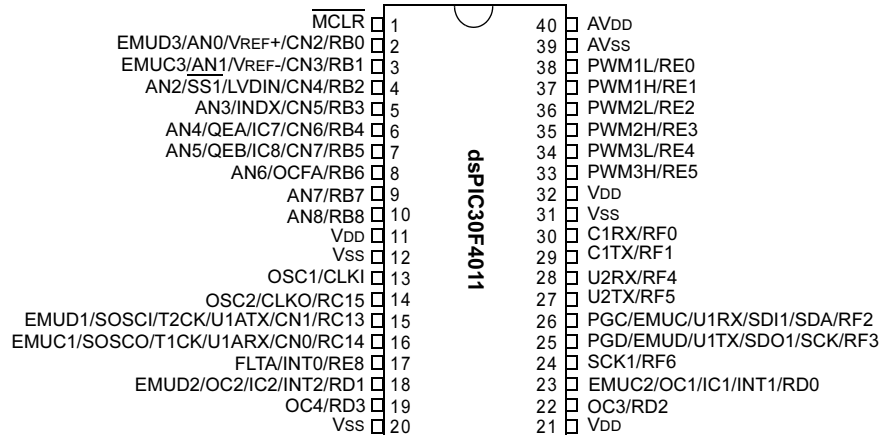 MCLR 1 40 AVDD
EMUD3/AN0/VREF+/CN2/RB0 2 39 AVSS
EMUC3/AN1/VREF-/CN3/RB1 3 38 PWM1L/RE0
AN2/SS1/LVDIN/CN4/RB2 4 37 PWM1H/RE1
AN3/INDX/CN5/RB3 5 36 PWM2L/RE2
AN4/QEA/IC7/CN6/RB4 6 35 PWM2H/RE3
AN5/QEB/IC8/CN7/RB5 7 34 PWM3L/RE4
AN6/OCFA/RB6 8 33 PWM3H/RE5
AN7/RB7 9 32 VDD
AN8/RB8 10 31 VSS
VDD 11 30 C1RX/RF0
VSS 12 29 C1TX/RF1
OSC1/CLKI 13 28 U2RX/RF4
OSC2/CLKO/RC15 14 27 U2TX/RF5
EMUD1/SOSCI/T2CK/U1ATX/CN1/RC13 15 26 PGC/EMUC/U1RX/SDI1/SDA/RF2
EMUC1/SOSCO/T1CK/U1ARX/CN0/RC14 16 25 PGD/EMUD/U1TX/SDO1/SCK/RF3
FLTA/INT0/RE8 17 24 SCK1/RF6
EMUD2/OC2/IC2/INT2/RD1 18 23 EMUC2/OC1/IC1/INT1/RD0
OC4/RD3 19 22 OC3/RD2
VSS 20 21 VDD
dsPIC30F4011